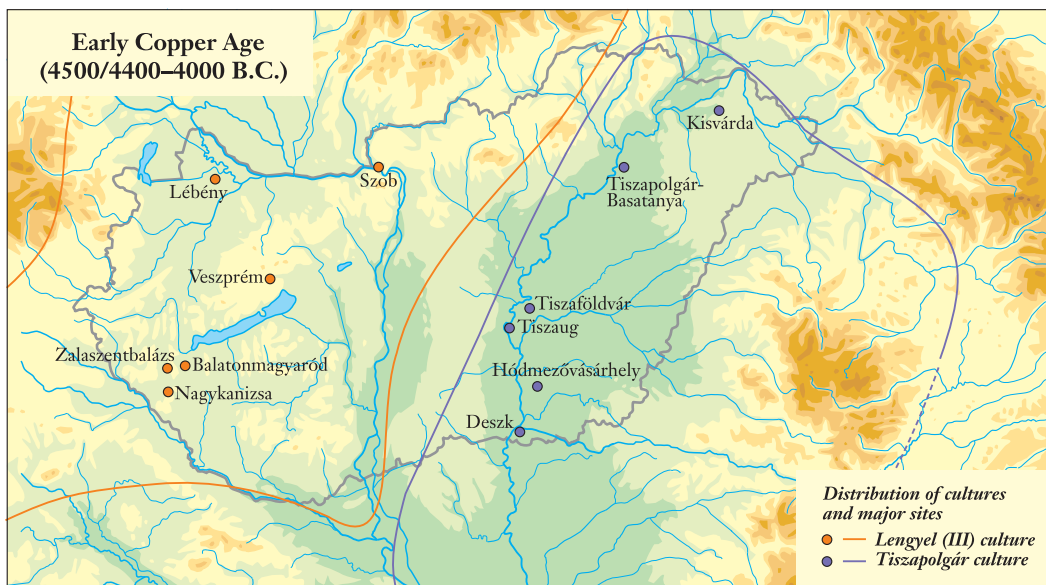 Early Copper Age
(4500/4400–4000 B.C.)
Kisvárda
Szob
Tiszapolgár-
Basatanya
Lébény
Veszprém
Tiszaföldvár
Tiszaug
Zalaszentbalázs
Balatonmagyaród
Hódmezővásárhely
Nagykanizsa
Deszk
Distribution of cultures
and major sites
Lengyel (III) culture
Tiszapolgár culture